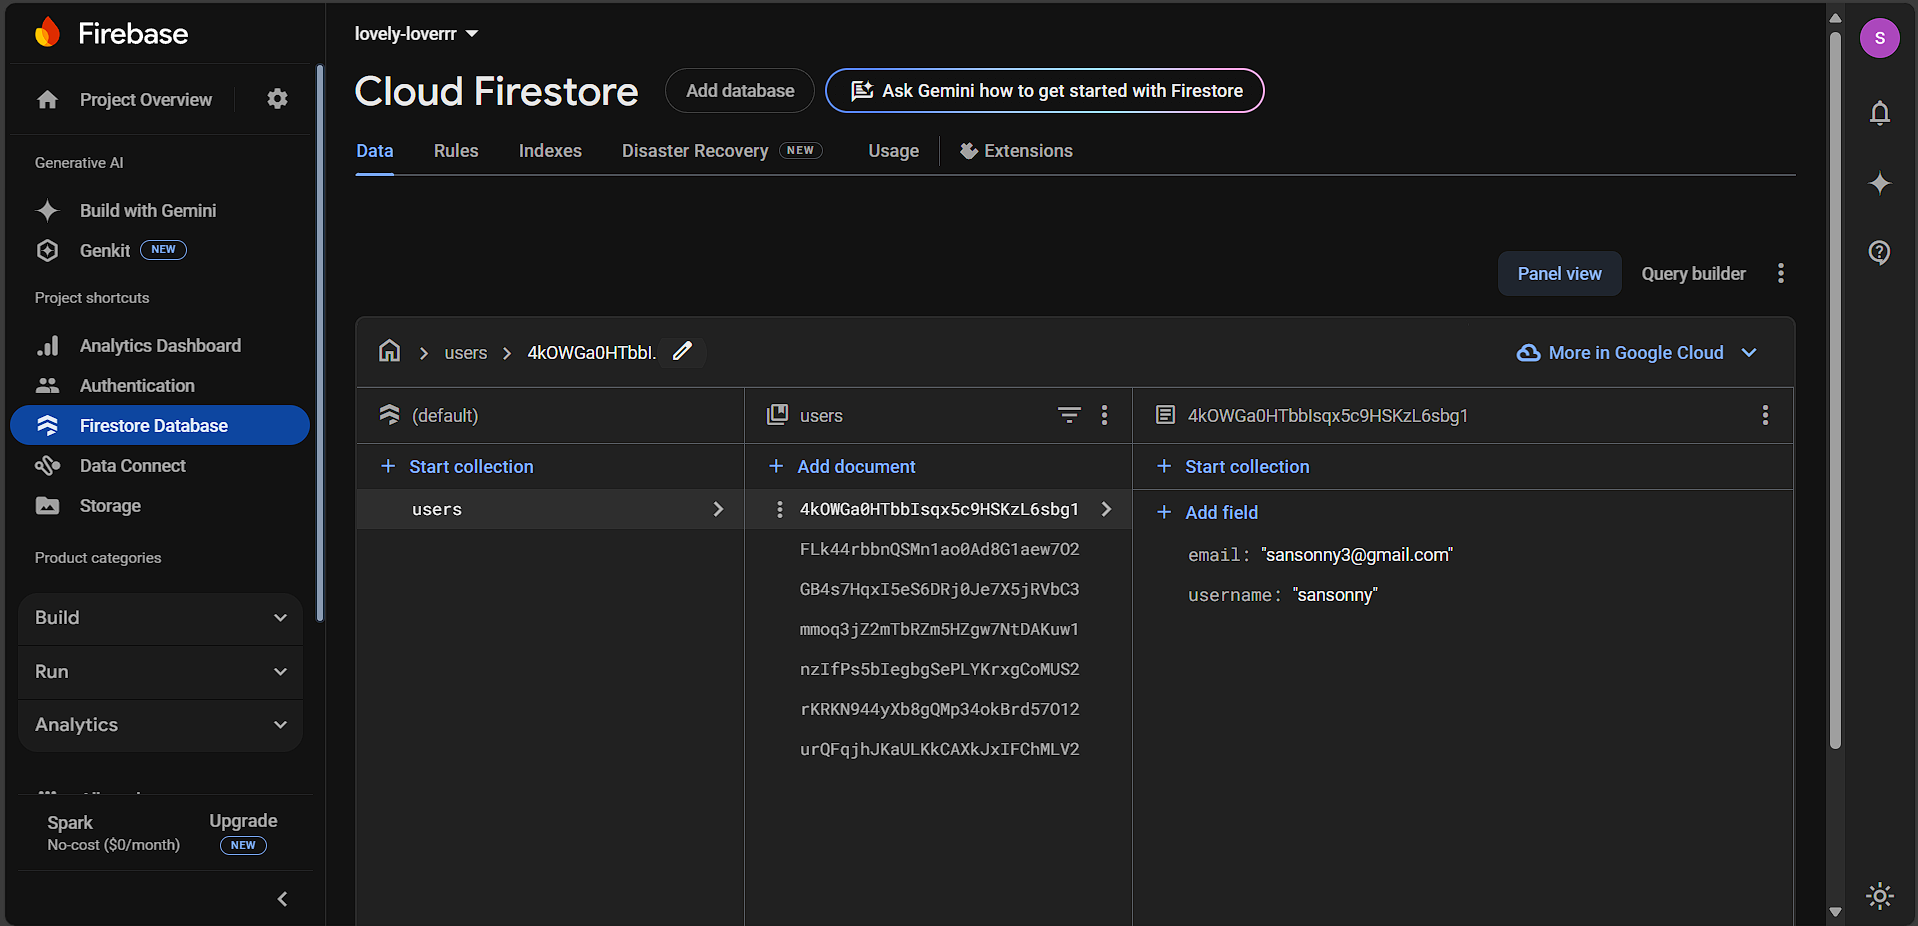 Firebase
lovely-loverrr
S
Cloud Firestore
Add database
Ask Gemini how to get started with Firestore
Project Overview
Data
Rules
Indexes
Disaster Recovery NEW
Usage
Extensions
Generative AI
Build with Gemini
Genkit NEW
Project shortcuts
Analytics Dashboard
Authentication
Firestore Database
Data Connect
Storage
Product categories
Build
Run
Analytics
Spark
No-cost ($0/month)
Upgrade
NEW
Panel view
Query builder
users
4kOWGa0HTbbI.
More in Google Cloud
(default)
Start collection
users
users
Add document
4kOWGa0HTbbIsqx5c9HSKzL6sbg1
FLk44rbbnQSMn1ao0Ad8G1aew7O2
GB4s7HqxI5eS6DRj0Je7X5jRVbC3
mmoq3jZ2mTbRZm5HZgw7NtDAKuw1
nzIfPs5bIegbgSePLYKrxgCoMUS2
rKRKN944yXb8gQMp34okBrd57O12
urQFqjhJKaULKkCAXkJxIFChMLV2
4kOWGa0HTbbIsqx5c9HSKzL6sbg1
Start collection
Add field
email: "sansonny3@gmail.com"
username: "sansonny"